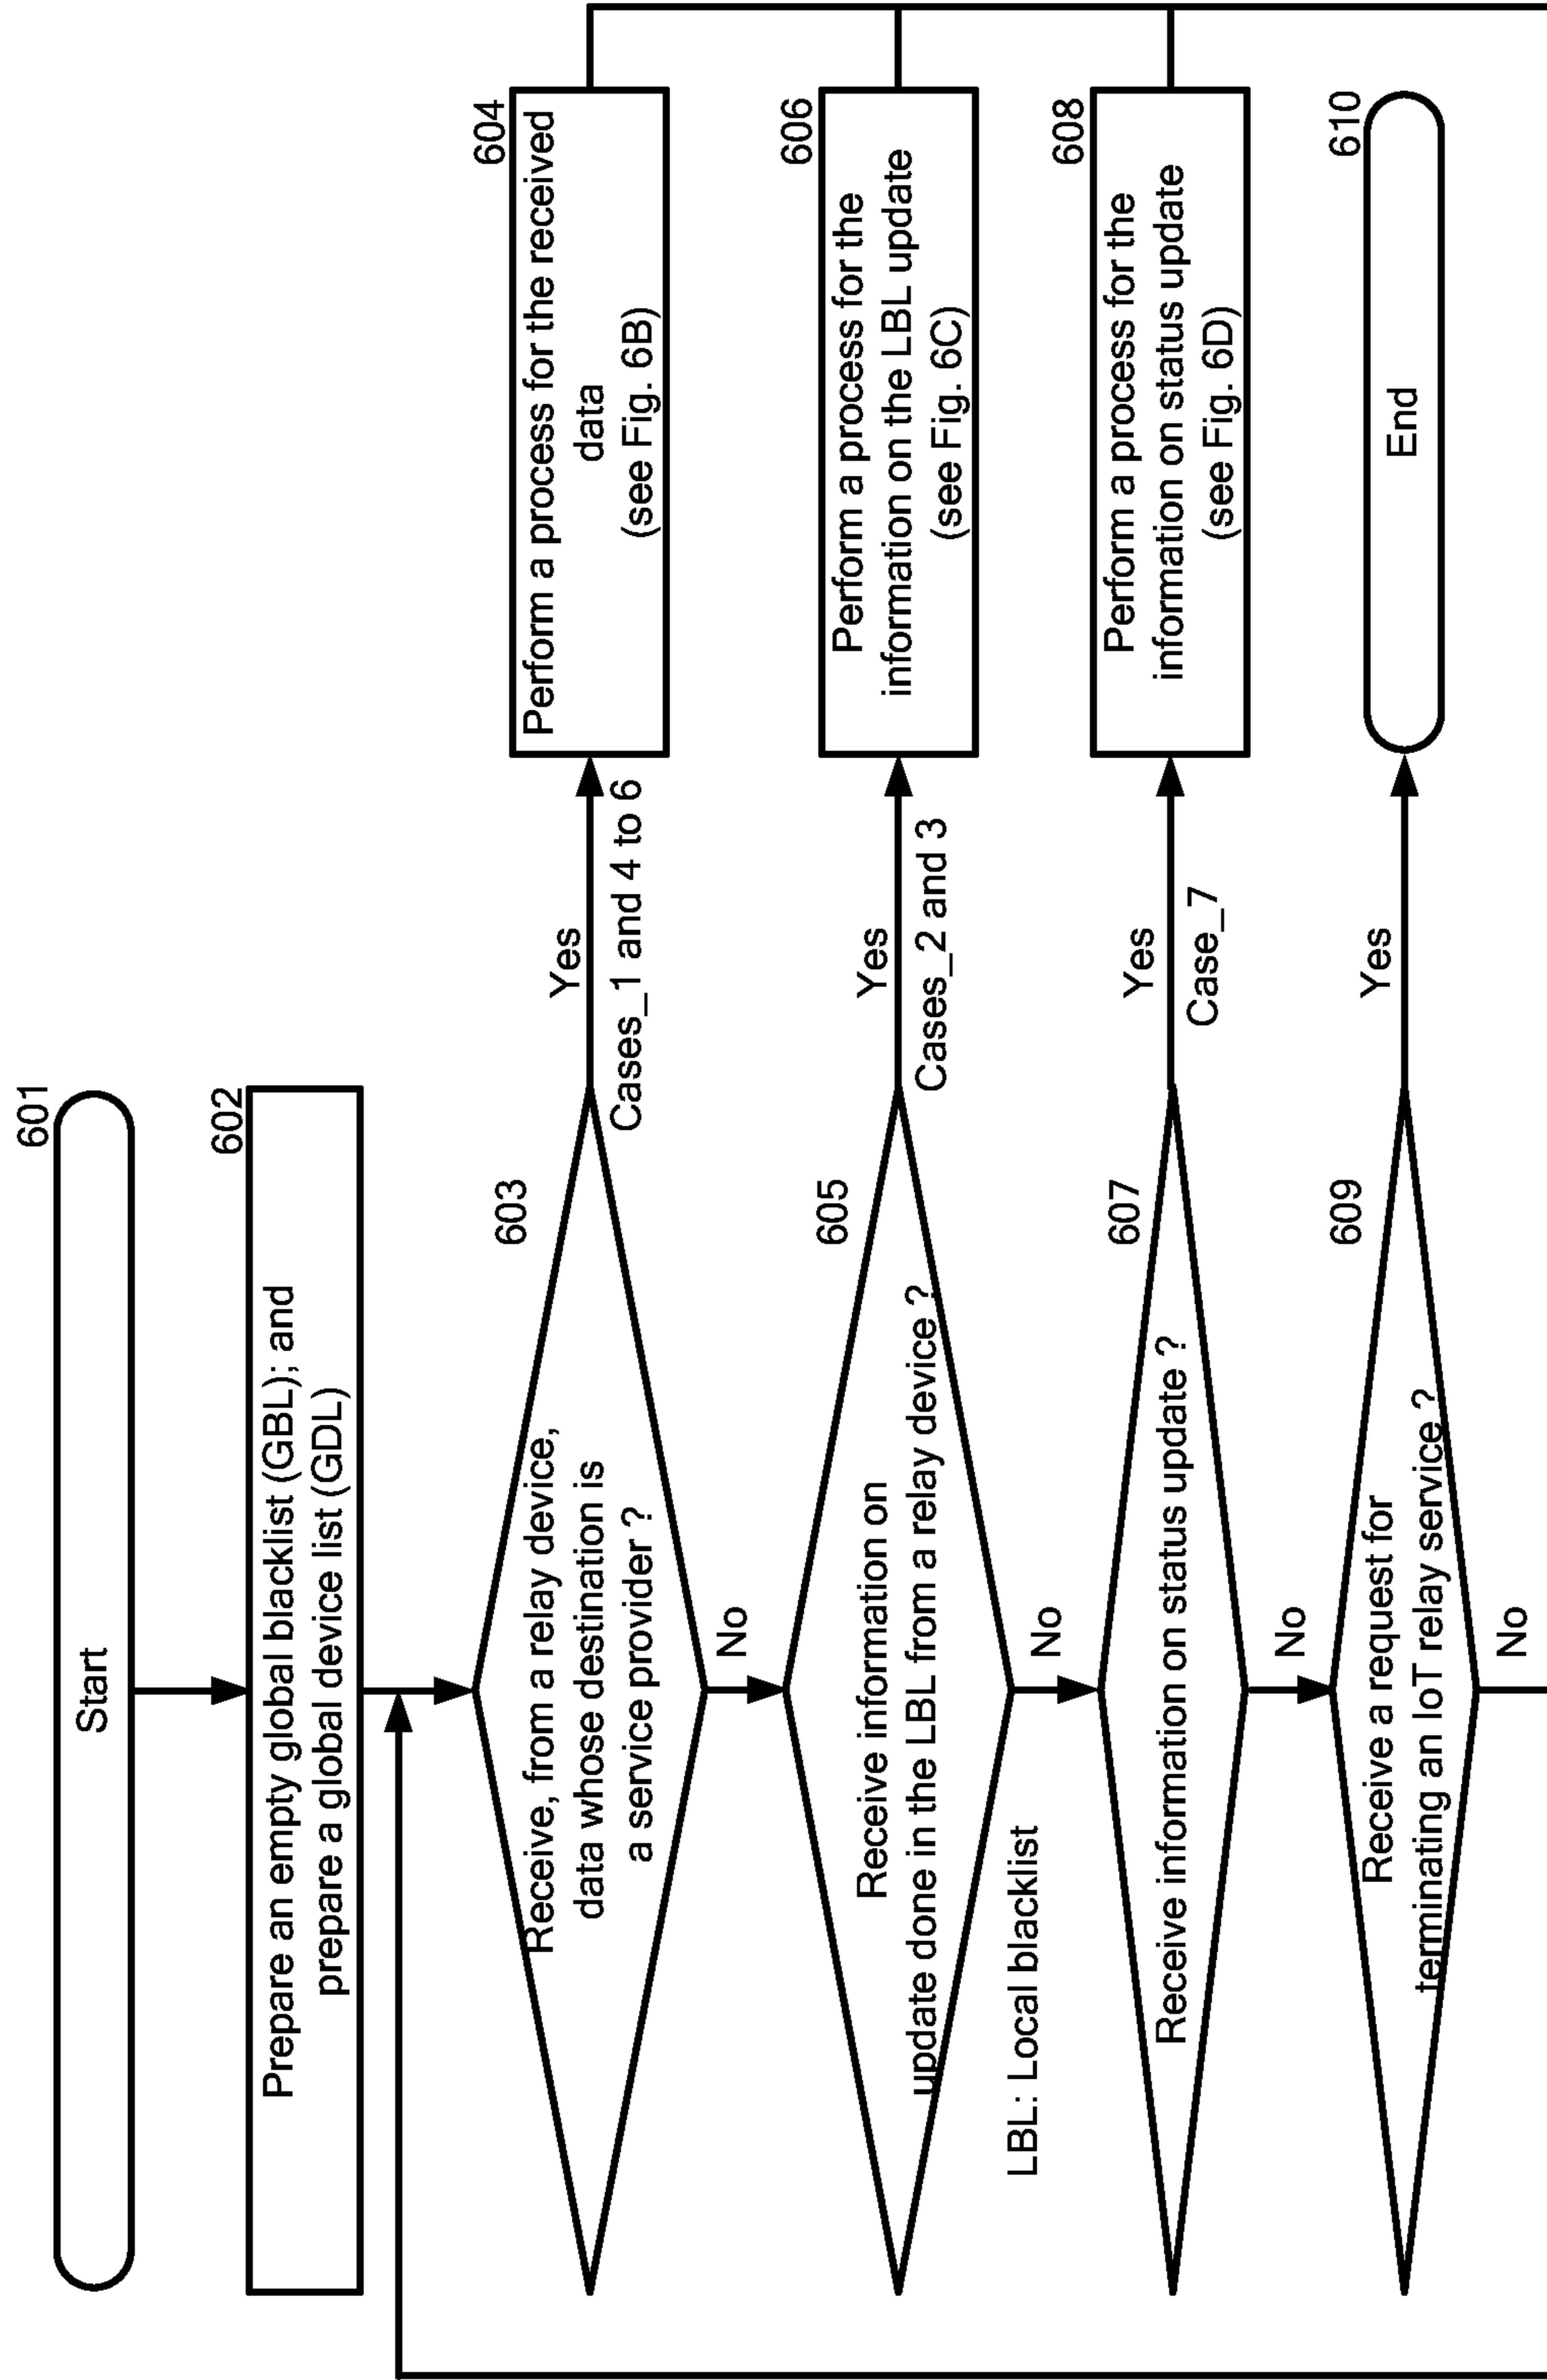 601
Start
602
Prepare an empty global blacklist (GBL); and
prepare a global device list (GDL)
603
Receive, from a relay device,
data whose destination is
a service provider ?
Yes
Cases_1 and 4 to 6
604
Perform a process for the received
data
(see Fig. 6B)
No
605
Receive information on
update done in the LBL from a relay device ?
Yes
Cases_2 and 3
606
Perform a process for the
information on the LBL update
(see Fig. 6C)
No
LBL: Local blacklist
607
Receive information on status update ?
Yes
Case_7
608
Perform a process for the
information on status update
(see Fig. 6D)
No
609
Receive a request for
terminating an IoT relay service ?
Yes
610
End
No